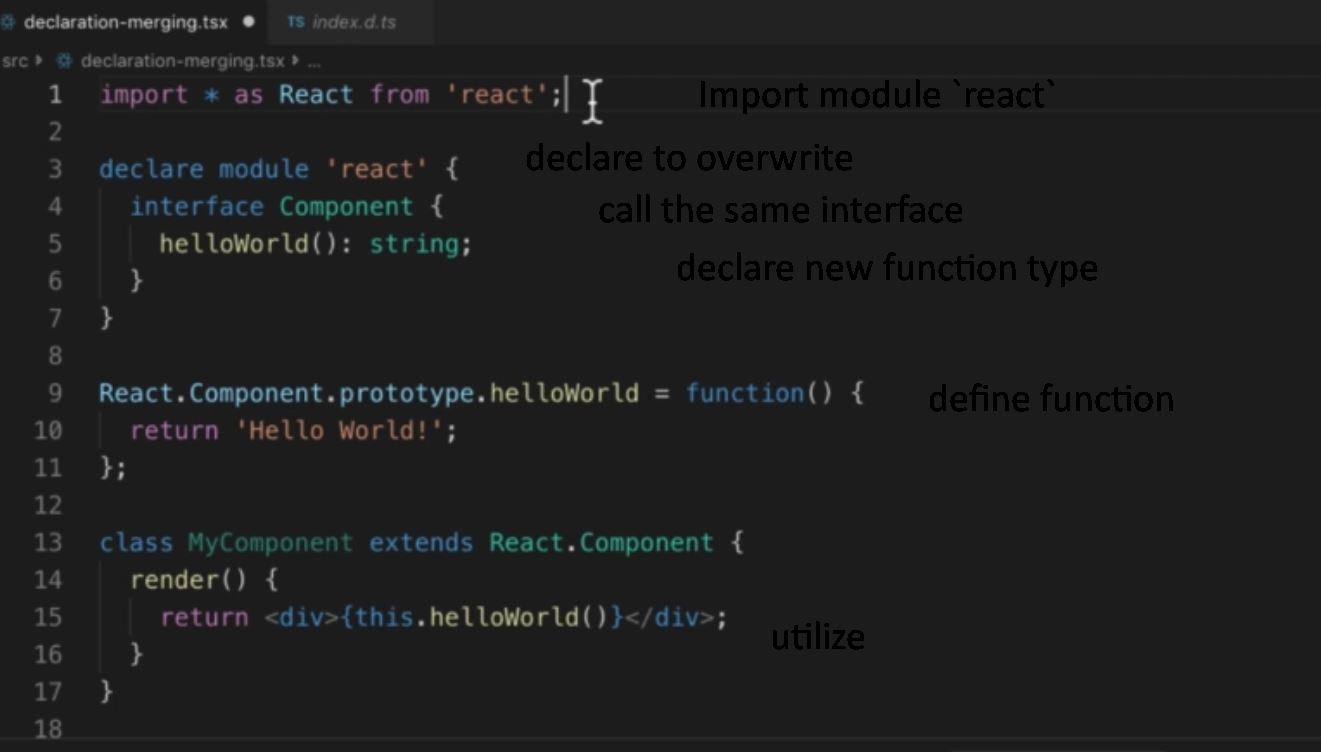 declaration-merging.tsx ● TS index.d.ts
src declaration-merging.tsx ...
1 import * as React from 'react'; Import module `react`
2
3 declare module 'react' { declare to overwrite
4 interface Component { call the same interface
5 helloWorld(): string;
declare new function type
6 }
7 }
8
9 React.Component.prototype.helloWorld = function() { define function
10 return 'Hello World!';
11 };
12
13 class MyComponent extends React.Component {
14 render() {
15 return <div>{this.helloWorld()}</div>;
utilize
16 }
17 }
18